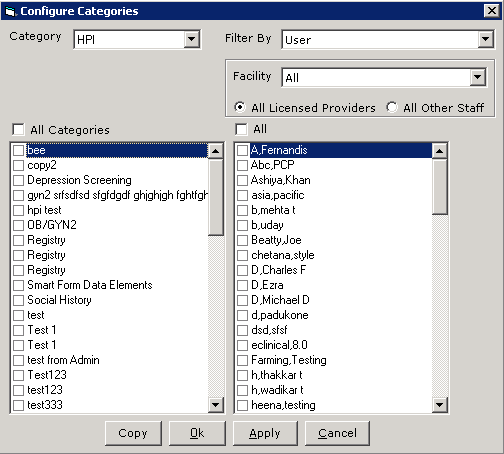 Configure Categories
Category HPI Filter By User
Facility All
All Licensed Providers All Other Staff
All Categories
bee
copy2
Depression Screening
gyn2 srfsdfsd sfgfdgdf ghjghjgh fghtfgh
hpi test
OB/GYN2
Registry
Registry
Registry
Smart Form Data Elements
Social History
test
Test 1
Test 1
test from Admin
Test123
test123
test333
All
A,Fernandis
Abc,PCP
Ashiya,Khan
asia,pacific
b,mehta t
b,uday
Beatty,Joe
chetana,style
D,Charles F
D,Ezra
D,Michael D
d,padukone
dsd,sfsf
eclinical,8.0
Farming,Testing
h,thakkar t
h,wadikar t
heena,testing
Copy Ok Apply Cancel